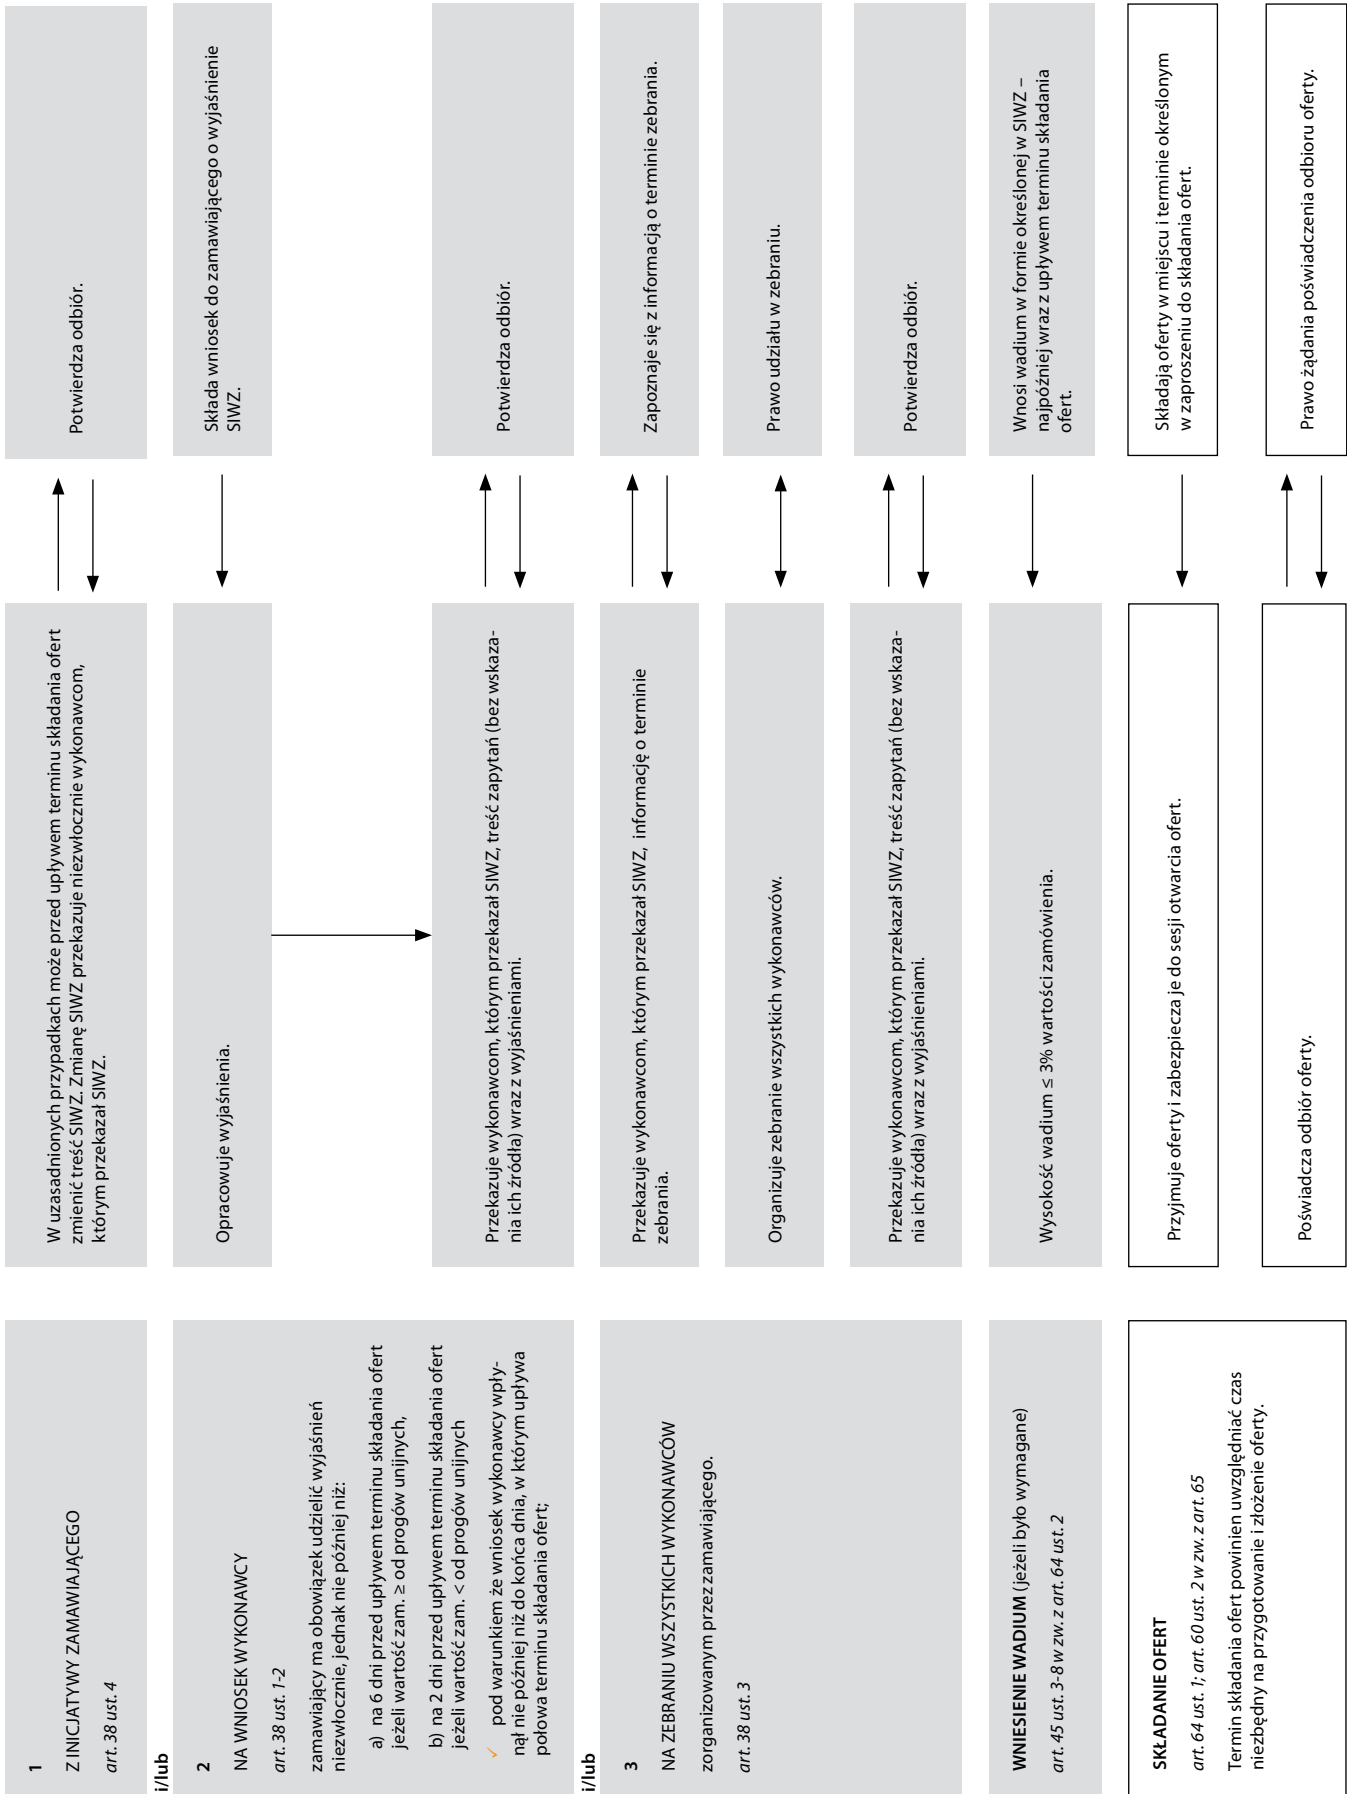 1
Z INICJATYWY ZAMAWIAJĄCEGO
art. 38 ust. 4
W uzasadnionych przypadkach może przed upływem terminu składania ofert
zmienić treść SIWZ. Zmianę SIWZ przekazuje niezwłocznie wykonawcom,
którym przekazał SIWZ.
Potwierdza odbiór.
i/lub
2
NA WNIOSEK WYKONAWCY
art. 38 ust. 1-2
zamawiający ma obowiązek udzielić wyjaśnień
niezwłocznie, jednak nie później niż:
a) na 6 dni przed upływem terminu składania ofert
jeżeli wartość zam. ≥ od progów unijnych,
b) na 2 dni przed upływem terminu składania ofert
jeżeli wartość zam. < od progów unijnych
✓ pod warunkiem że wniosek wykonawcy wpły-
nął nie później niż do końca dnia, w którym upływa
połowa terminu składania ofert;
Opracowuje wyjaśnienia.
Składa wniosek do zamawiającego o wyjaśnienie
SIWZ.
Przekazuje wykonawcom, którym przekazał SIWZ, treść zapytań (bez wskaza-
nia ich źródła) wraz z wyjaśnieniami.
Potwierdza odbiór.
i/lub
3
NA ZEBRANIU WSZYSTKICH WYKONAWCÓW
zorganizowanym przez zamawiającego.
art. 38 ust. 3
Przekazuje wykonawcom, którym przekazał SIWZ, informację o terminie
zebrania.
Zapoznaje się z informacją o terminie zebrania.
Organizuje zebranie wszystkich wykonawców.
Prawo udziału w zebraniu.
Przekazuje wykonawcom, którym przekazał SIWZ, treść zapytań (bez wskaza-
nia ich źródła) wraz z wyjaśnieniami.
Potwierdza odbiór.
WNIESIENIE WADIUM (jeżeli było wymagane)
art. 45 ust. 3-8 w zw. z art. 64 ust. 2
Wysokość wadium ≤ 3% wartości zamówienia.
Wnosi wadium w formie określonej w SIWZ –
najpóźniej wraz z upływem terminu składania
ofert.
SKŁADANIE OFERT
art. 64 ust. 1; art. 60 ust. 2 w zw. z art. 65
Termin składania ofert powinien uwzględniać czas
niezbędny na przygotowanie i złożenie oferty.
Przyjmuje oferty i zabezpiecza je do sesji otwarcia ofert.
Składają oferty w miejscu i terminie określonym
w zaproszeniu do składania ofert.
Poświadcza odbiór oferty.
Prawo żądania poświadczenia odbioru oferty.